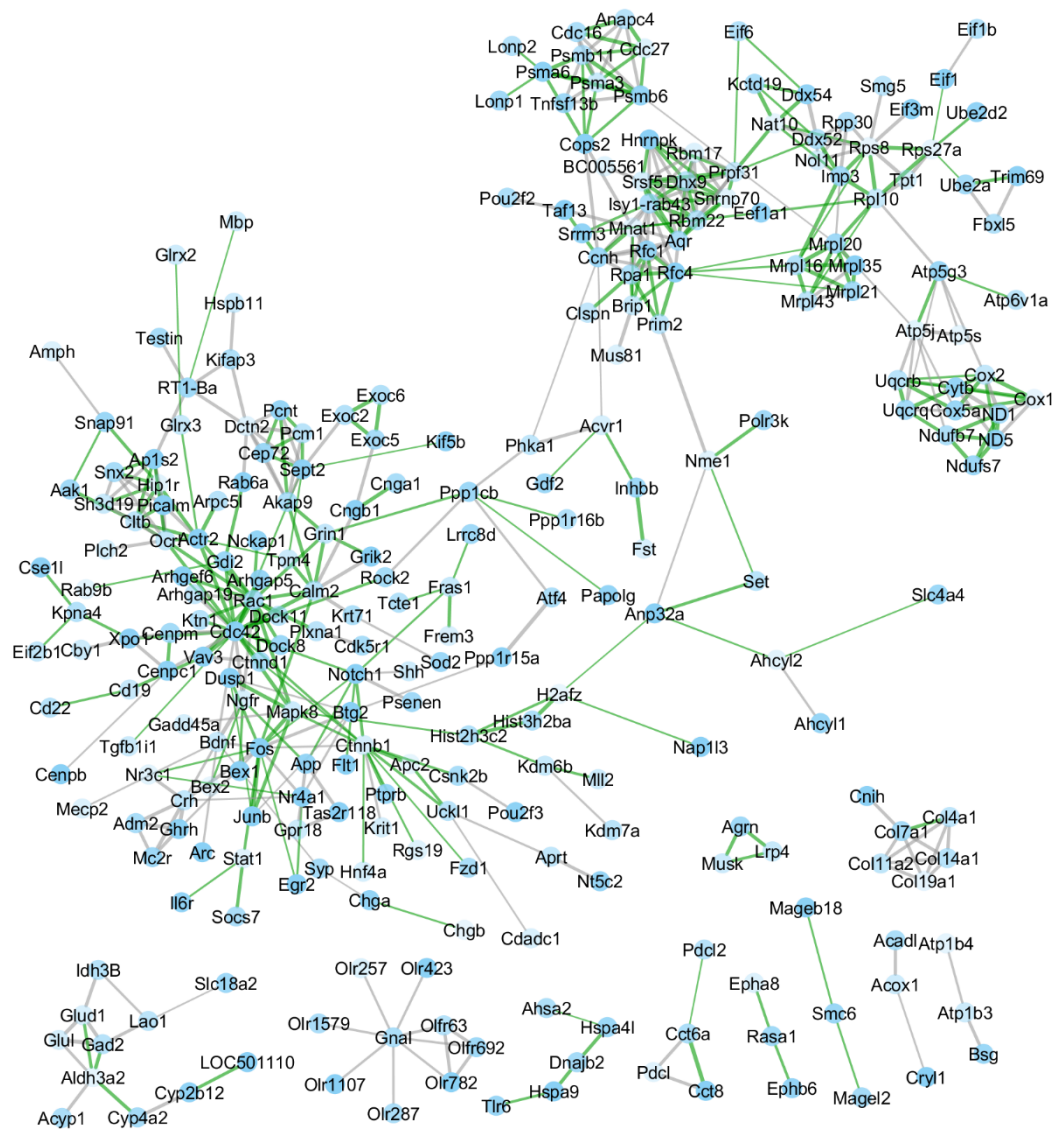 Anapc4
Cdc16
Lonp2
Psmb11
Cdc27
Eif6
Eif1b
Psma6
Psma3
Kctd19
Ddx54
Smg5
Eif1
Lonp1
Tnfsf13b
Psmb6
Nat10
Rpp30
Eif3m
Ube2d2
Cops2
Hnrnpk
Rbm17
Ddx52
Rps8
Rps27a
BC005561
Prpf31
Nol11
Imp3
Tpt1
Trim69
Srsf5
Dhx9
Ube2a
Pou2f2
Isy1-rab43
Snrnp70
Rpl10
Taf13
Rbm22
Eef1a1
Fbxl5
Mbp
Srrm3
Mnat1
Aqr
Mrpl20
Glrx2
Ccnh
Rfc1
Mrpl16
Mrpl35
Atp5g3
Rpa1
Rfc4
Mrpl43
Mrpl21
Atp6v1a
Hspb11
Clspn
Brip1
Prim2
Atp5j
Atp5s
Testin
Amph
Kifap3
Mus81
Cox2
RT1-Ba
Exoc6
Uqcrb
Cytb
Cox1
Snap91
Glrx3
Dctn2
Pcnt
Exoc2
Uqcrq
Cox5a
ND1
Pcm1
Exoc5
Acvr1
Polr3k
Ndufb7
ND5
Ap1s2
Cep72
Kif5b
Phka1
Nme1
Ndufs7
Snx2
Hip1r
Sept2
Aak1
Rab6a
Gdf2
Inhbb
Sh3d19
Picalm
Arpc5l
Akap9
Cnga1
Ppp1cb
Cltb
Cngb1
Ppp1r16b
Plch2
Ocrl
Actr2
Nckap1
Grin1
Lrrc8d
Fst
Cse1l
Gdi2
Tpm4
Grik2
Rab9b
Arhgef6
Arhgap5
Calm2
Rock2
Fras1
Atf4
Papolg
Set
Slc4a4
Kpna4
Arhgap19
Rac1
Tcte1
Anp32a
Ktn1
Dock11
Krt71
Frem3
Eif2b1
Cby1
Xpo1
Cenpm
Cdc42
Plxna1
Cdk5r1
Cenpc1
Vav3
Ctnnd1
Dock8
Sod2
Ppp1r15a
Ahcyl2
Cd19
Dusp1
Notch1
Shh
Cd22
Ngfr
Psenen
H2afz
Ahcyl1
Gadd45a
Mapk8
Btg2
Hist3h2ba
Tgfb1i1
Bdnf
Fos
Ctnnb1
Hist2h3c2
Nap1l3
Cenpb
Nr3c1
Bex1
App
Flt1
Apc2
Csnk2b
Kdm6b
Mll2
Mecp2
Bex2
Nr4a1
Ptprb
Crh
Tas2r118
Uckl1
Pou2f3
Kdm7a
Cnih
Col4a1
Adm2
Ghrh
Junb
Gpr18
Krit1
Agrn
Col7a1
Mc2r
Arc
Stat1
Syp
Rgs19
Aprt
Musk
Lrp4
Col11a2
Col14a1
Hnf4a
Fzd1
Nt5c2
Col19a1
Il6r
Egr2
Chga
Socs7
Chgb
Cdadc1
Mageb18
Idh3B
Olr257
Olr423
Pdcl2
Acadl
Atp1b4
Slc18a2
Epha8
Acox1
Glud1
Lao1
Olr1579
Gnal
Olfr63
Ahsa2
Hspa4l
Cct6a
Smc6
Atp1b3
Glul
Gad2
Olfr692
Rasa1
Aldh3a2
LOC501110
Dnajb2
Pdcl
Bsg
Cyp2b12
Olr1107
Olr782
Hspa9
Cct8
Ephb6
Cryl1
Acyp1
Cyp4a2
Olr287
Tlr6
Magel2